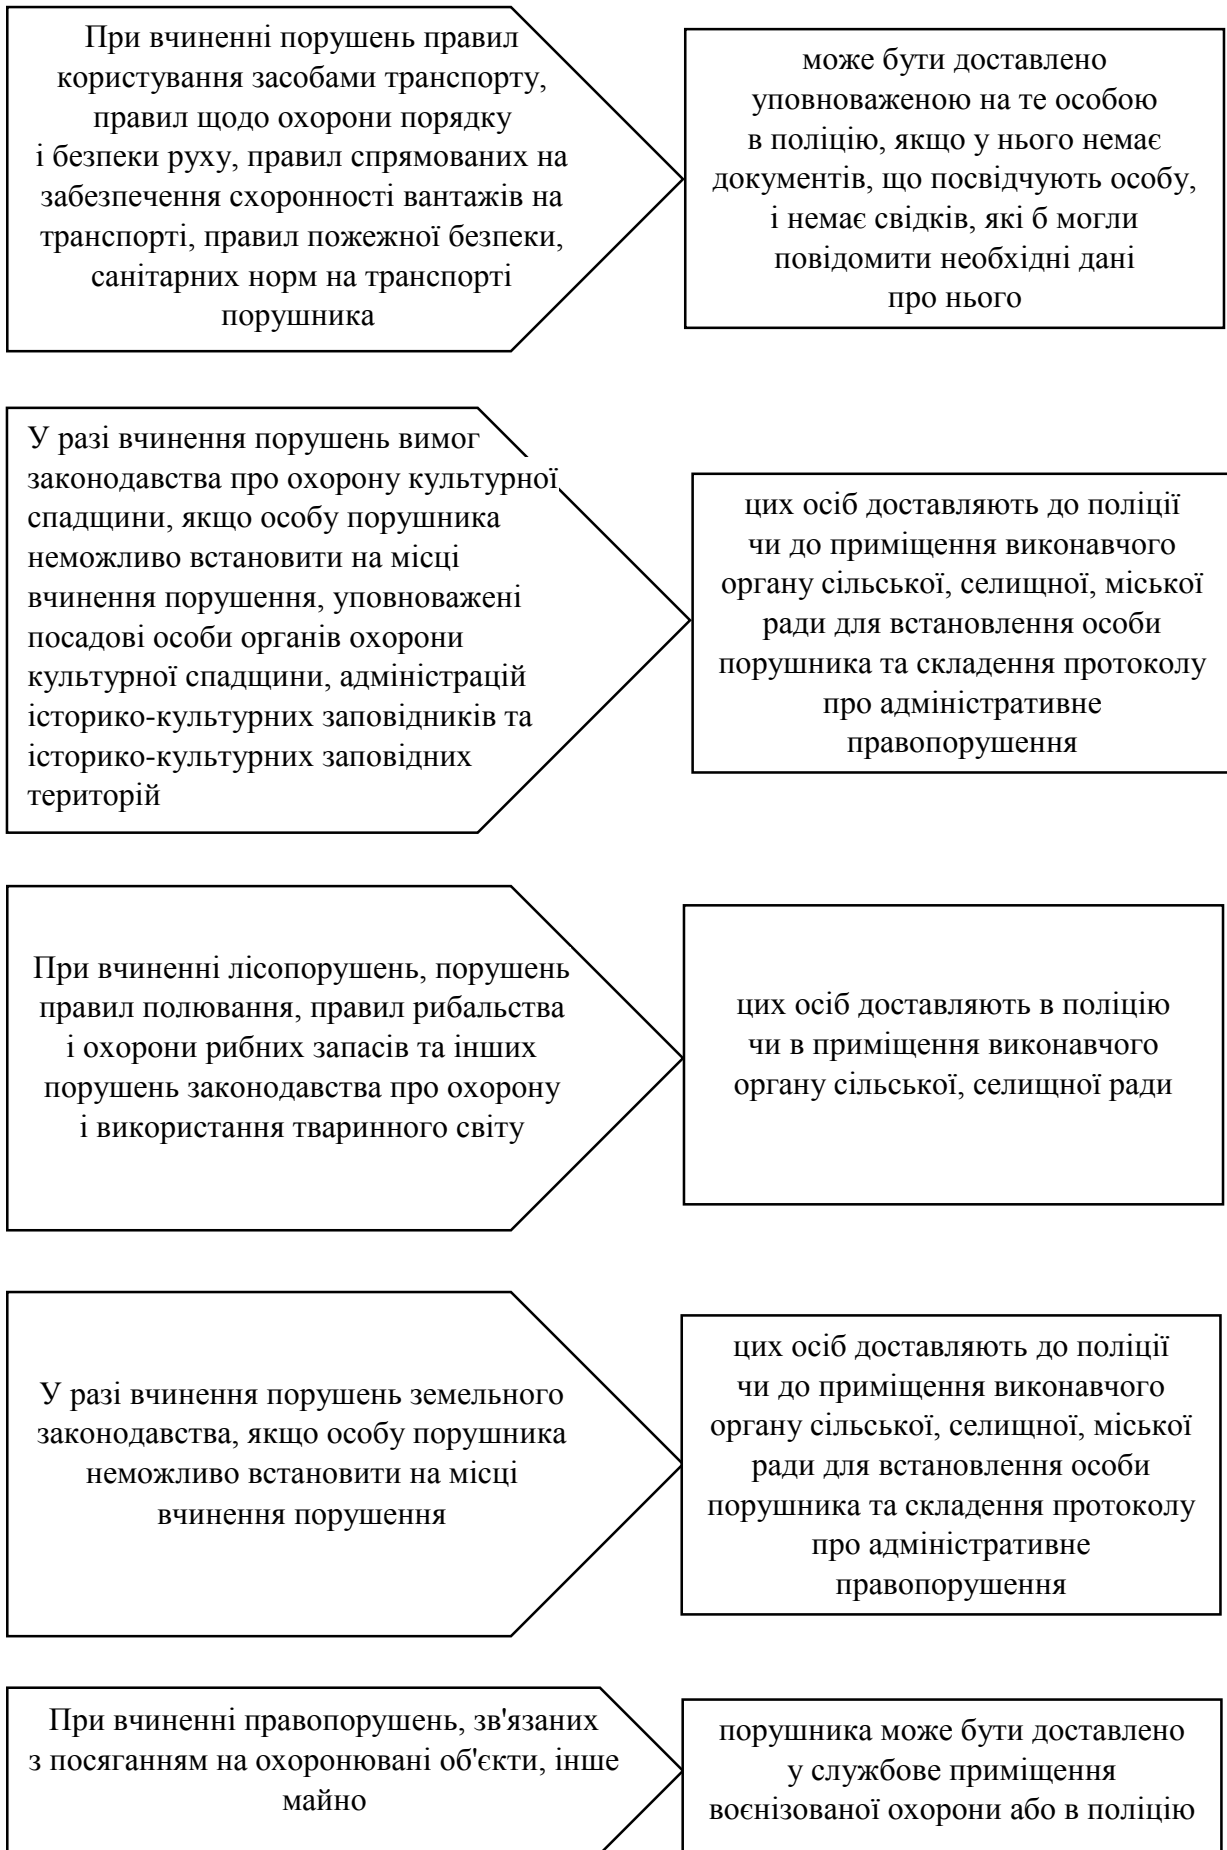 При вчиненні порушень правил
користування засобами транспорту,
правил щодо охорони порядку
і безпеки руху, правил спрямованих на
забезпечення схоронності вантажів на
транспорті, правил пожежної безпеки,
санітарних норм на транспорті
порушника
може бути доставлено
уповноваженою на те особою
в поліцію, якщо у нього немає
документів, що посвідчують особу,
і немає свідків, які б могли
повідомити необхідні дані
про нього
У разі вчинення порушень вимог
законодавства про охорону культурної
спадщини, якщо особу порушника
неможливо встановити на місці
вчинення порушення, уповноважені
посадові особи органів охорони
культурної спадщини, адміністрацій
історико-культурних заповідників та
історико-культурних заповідних
територій
цих осіб доставляють до поліції
чи до приміщення виконавчого
органу сільської, селищної, міської
ради для встановлення особи
порушника та складення протоколу
про адміністративне
правопорушення
При вчиненні лісопорушень, порушень
правил полювання, правил рибальства
і охорони рибних запасів та інших
порушень законодавства про охорону
і використання тваринного світу
цих осіб доставляють в поліцію
чи в приміщення виконавчого
органу сільської, селищної ради
У разі вчинення порушень земельного
законодавства, якщо особу порушника
неможливо встановити на місці
вчинення порушення
цих осіб доставляють до поліції
чи до приміщення виконавчого
органу сільської, селищної, міської
ради для встановлення особи
порушника та складення протоколу
про адміністративне
правопорушення
При вчиненні правопорушень, зв'язаних
з посяганням на охоронювані об'єкти, інше
майно
порушника може бути доставлено
у службове приміщення
воєнізованої охорони або в поліцію